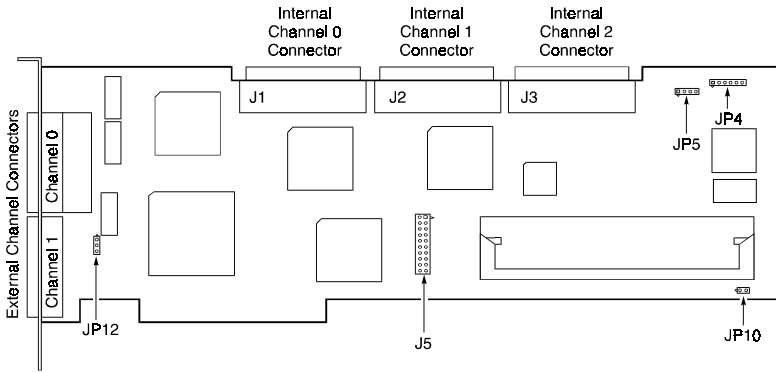 Internal
Channel 0
Connector
Internal
Channel 1
Connector
Internal
Channel 2
Connector
J1
J2
J3
JP5
JP4
External Channel Connectors
Channel 0
Channel 1
JP12
J5
JP10